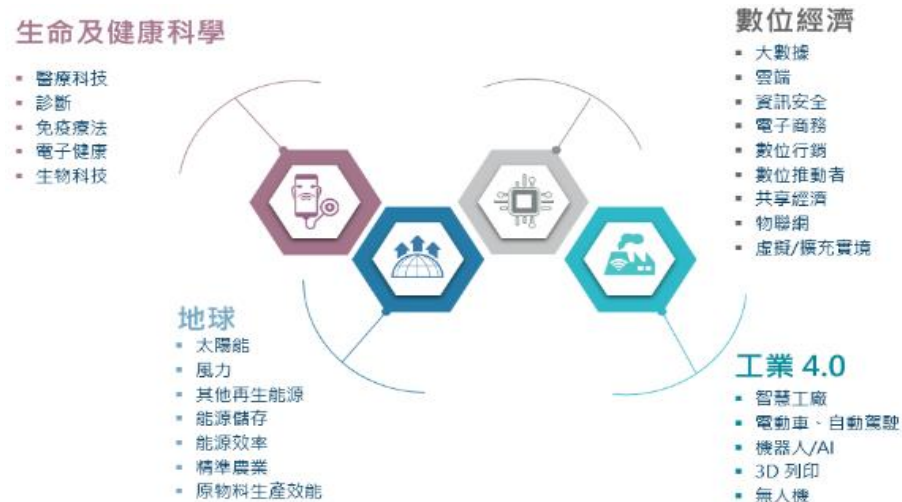 生命及健康科學
醫療科技
診斷
免疫療法
電子健康
生物科技
數位經濟
大數據
雲端
資訊安全
電子商務
數位行銷
數位推動者
共享經濟
物聯網
虛擬/擴充實境
地球
太陽能
風力
其他再生能源
能源儲存
能源效率
精準農業
原物料生產效能
工業 4.0
智慧工廠
電動車、自動駕駛
機器人/AI
3D 列印
無人機